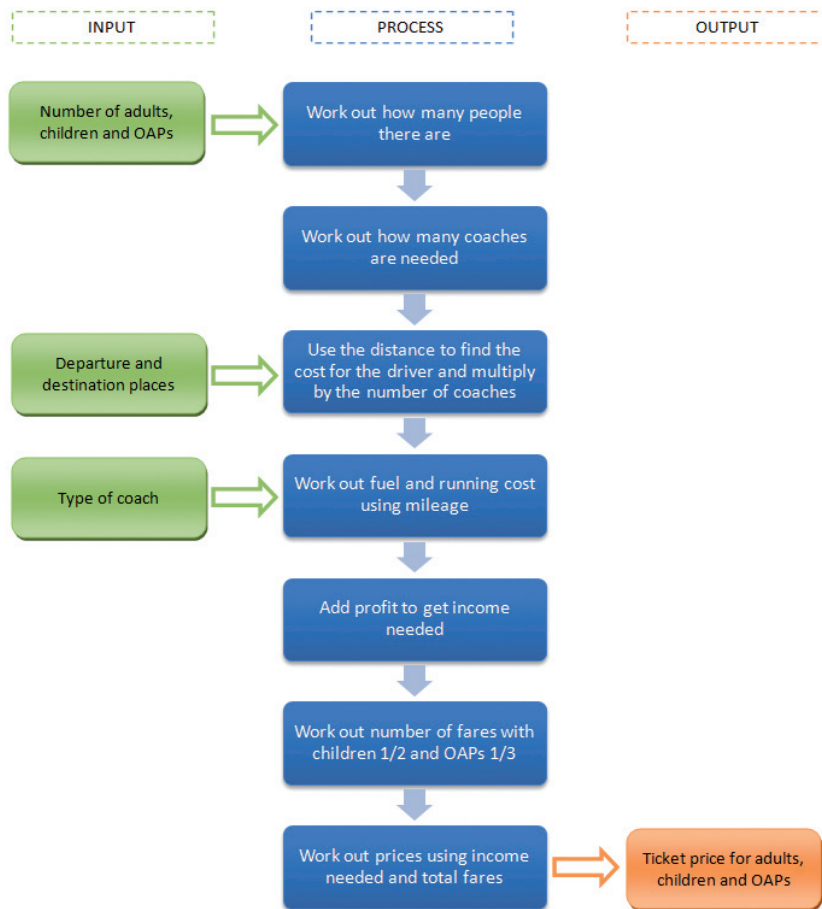 INPUT
PROCESS
OUTPUT
Number of adults,
children and OAPs
Work out how many people
there are
Work out how many coaches
are needed
Departure and
destination places
Use the distance to find the
cost for the driver and multiply
by the number of coaches
Type of coach
Work out fuel and running cost
using mileage
Add profit to get income
needed
Work out number of fares with
children 1/2 and OAPs 1/3
Work out prices using income
needed and total fares
Ticket price for adults,
children and OAPs